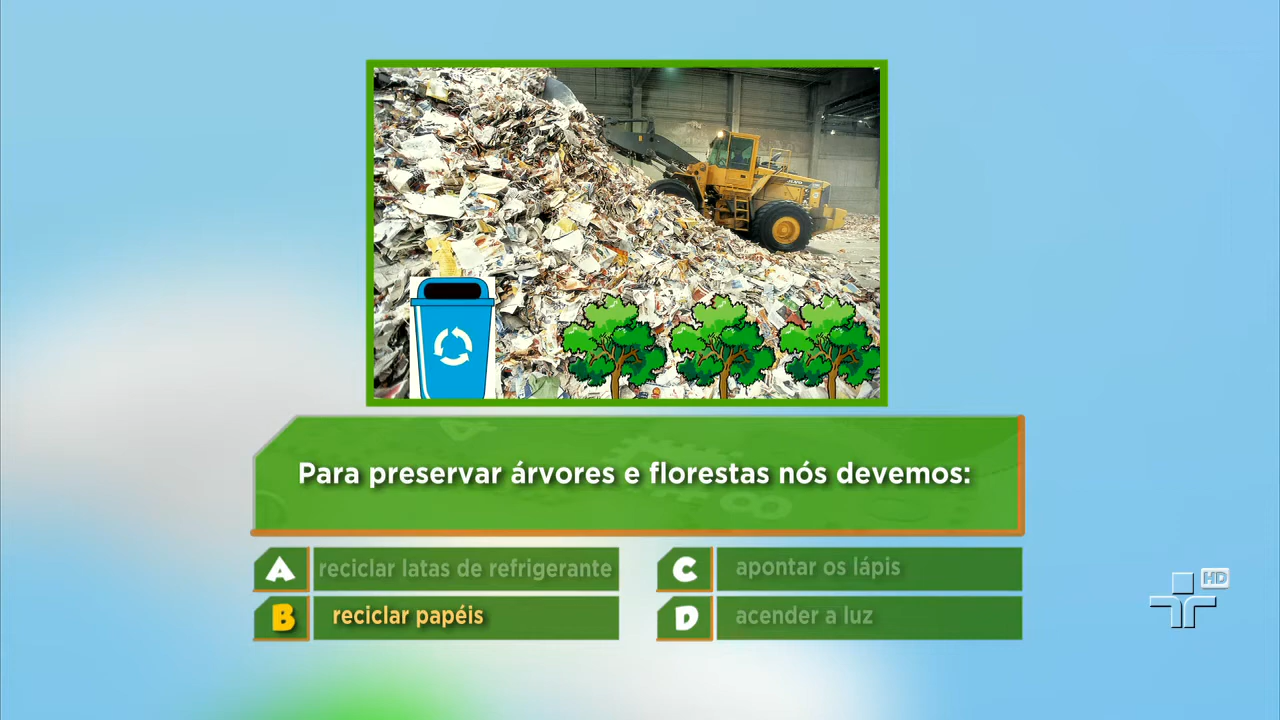 Para preservar árvores e florestas nós devemos:
A reciclar latas de refrigerante
B reciclar papéis
C apontar os lápis
D acender a luz
HD